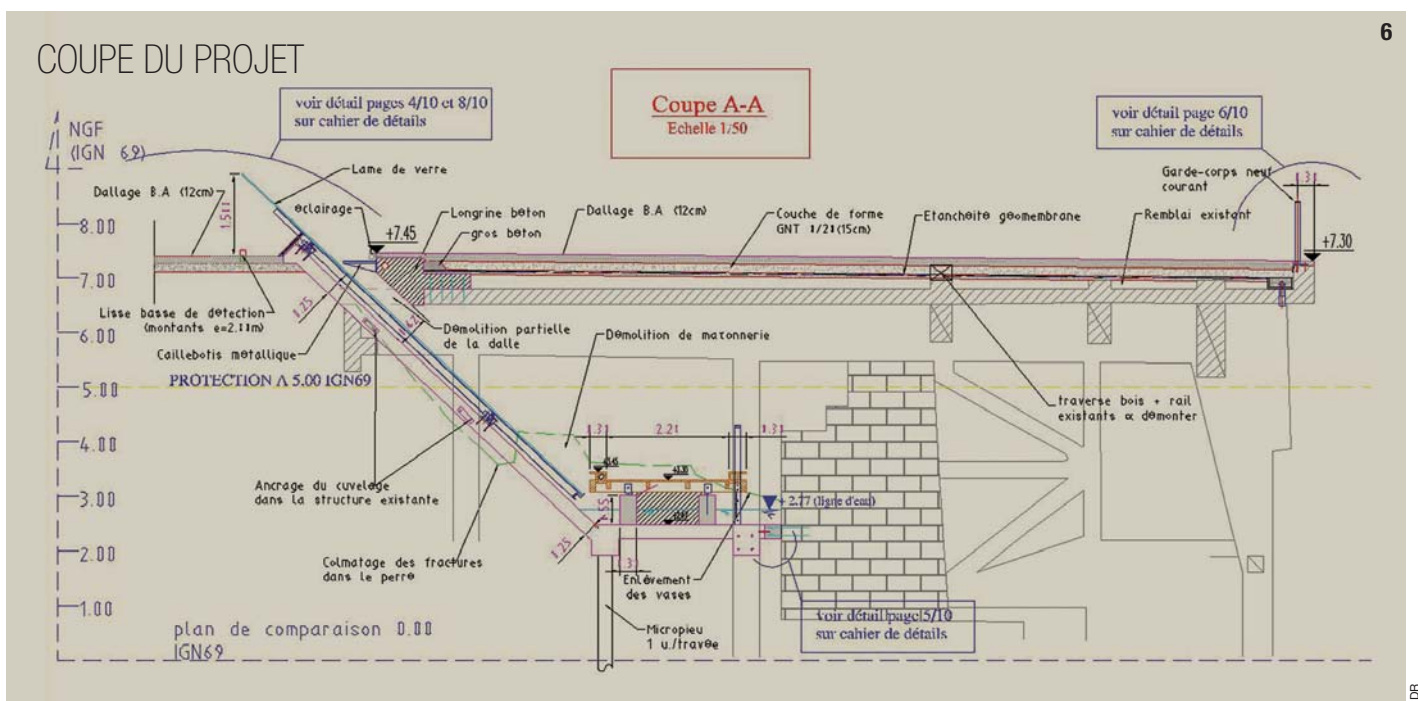 6
COUPE DU PROJET
voir détail pages 4/10 et 8/10
sur cahier de détails
Coupe A-A
Echelle 1/50
voir détail page 6/10
sur cahier de détails
NGF
(IGN 69)
Lame de verre
Garde-corps neuf
courant
Dallage B.A (12cm)
éclairage
Longrine béton
gros béton
Dallage B.A (12cm)
Couche de forme
GNT 1/21(15cm)
Etanchéité géomembrane
Remblai existant
8.00
+7.45
+7.30
7.00
Lisse basse de détection
(montants e=2.11m)
1.25
Démolition partielle
de la dalle
Démolition de maçonnerie
6.00
Caillebotis métallique
PROTECTION A 5.00 IGN69
5.00
traverse bois + rail
existants à démonter
4.00
2.21
Ancrage du cuvelage
dans la structure existante
3.00
+ 2.77 (ligne d'eau)
1.25
2.00
Colmatage des fractures
dans le perré
Enlèvement
des vases
1.00
voir détail page 5/10
sur cahier de détails
plan de comparaison 0.00
IGN69
Micropieu
1 u./travée
DR